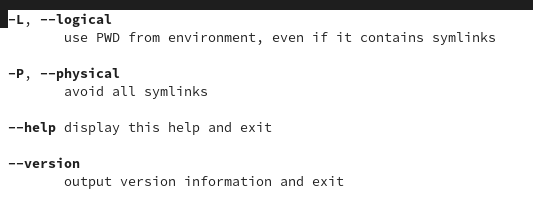 -L, --logical
use PWD from environment, even if it contains symlinks
-P, --physical
avoid all symlinks
--help display this help and exit
--version
output version information and exit